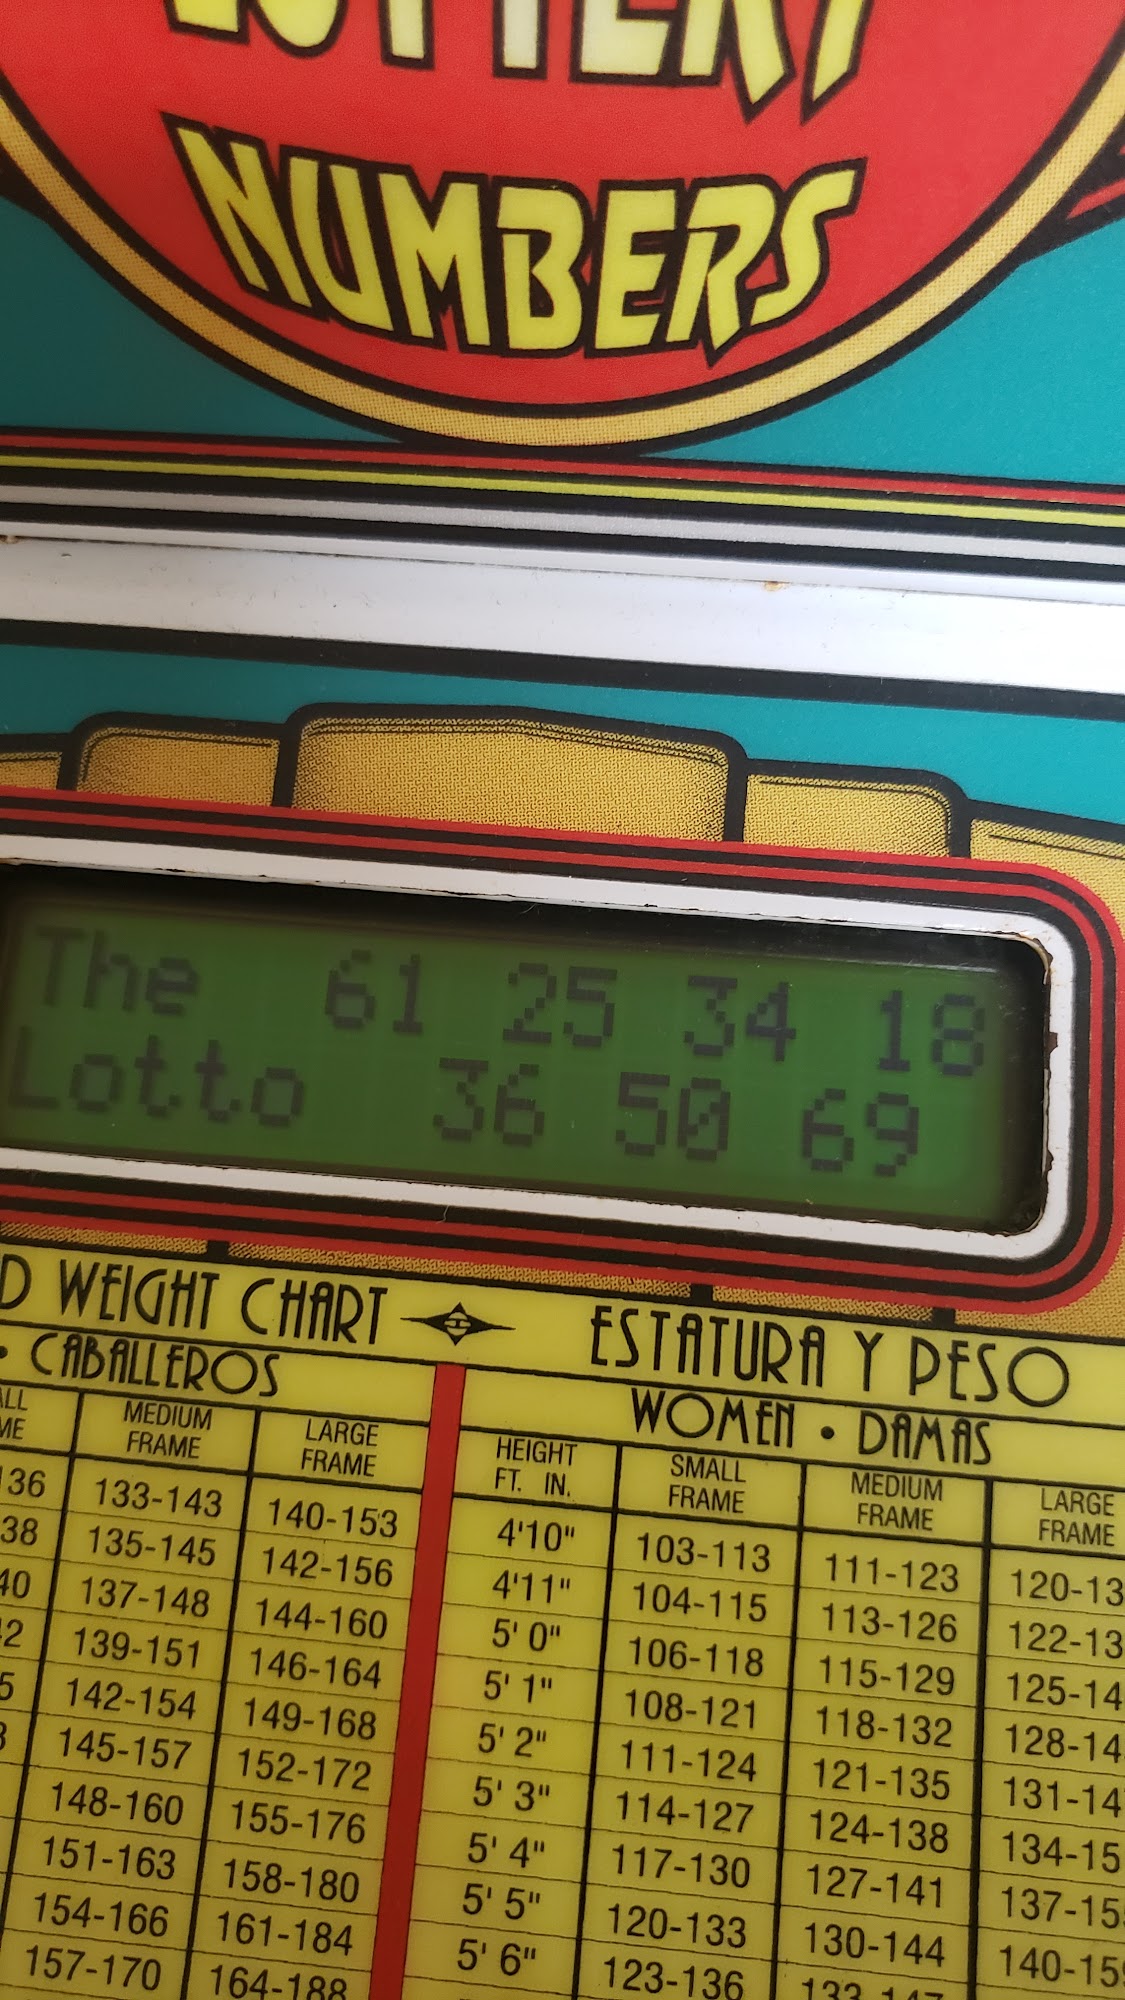 LOTTERY
NUMBERS
The 61 25 34 18
Lotto 36 50 69
WEIGHT CHART ESTATURA Y PESO
• CABALLEROS WOMEN • DAMAS
MEDIUM FRAME LARGE FRAME HEIGHT FT. IN. SMALL FRAME MEDIUM FRAME LARGE FRAME
133-143 140-153 4'10" 103-113 111-123
135-145 142-156 4'11" 104-115 113-126
137-148 144-160 5' 0" 106-118 115-129
139-151 146-164 5' 1" 108-121 118-132
142-154 149-168 5' 2" 111-124 121-135
145-157 152-172 5' 3" 114-127 124-138
148-160 155-176 5' 4" 117-130 127-141
151-163 158-180 5' 5" 120-133 130-144
154-166 161-184 5' 6" 123-136
157-170 164-188